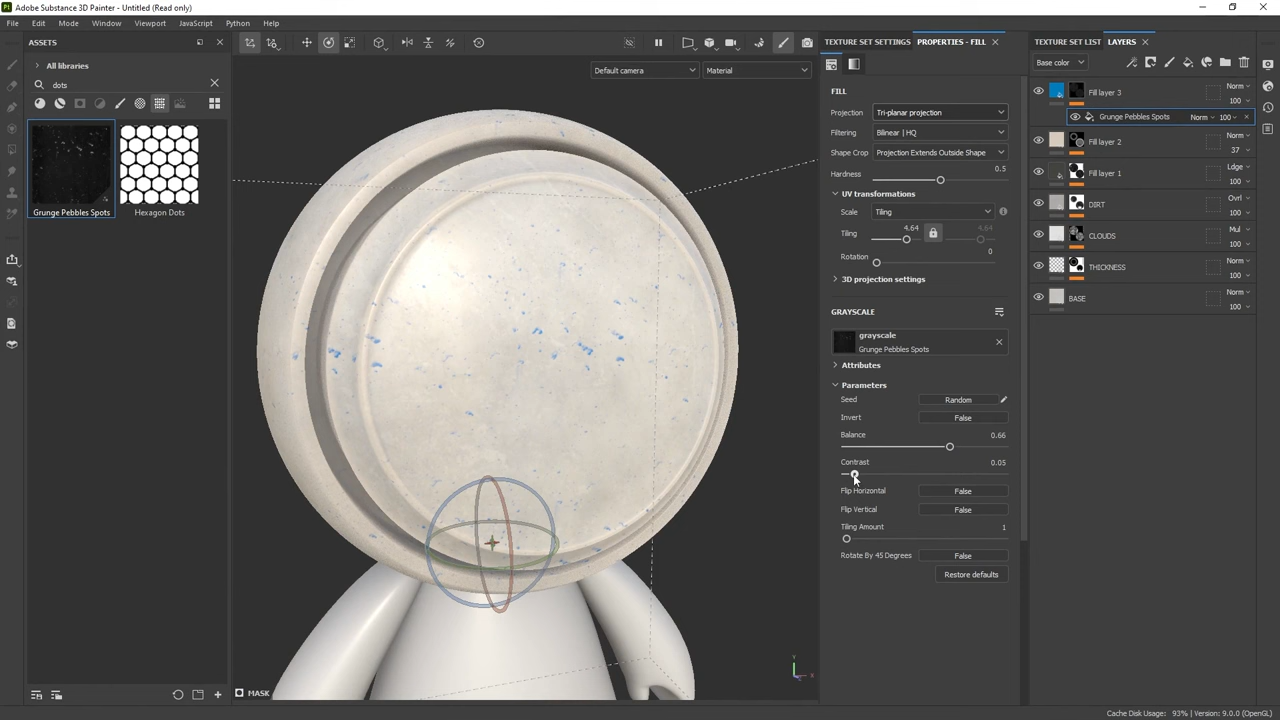 Adobe Substance 3D Painter - Untitled (Read only)
File Edit Mode Window Viewport JavaScript Python Help
ASSETS
All libraries
dots
Grunge Pebbles Spots
Hexagon Dots
Default camera
Material
MASK
TEXTURE SET SETTINGS
PROPERTIES - FILL
FILL
Projection Tri-planar projection
Filtering Bilinear | HQ
Shape Crop Projection Extends Outside Shape
Hardness 0.5
UV transformations
Scale Tiling
Tiling 4.64 4.64
Rotation 0
3D projection settings
GRAYSCALE
grayscale
Grunge Pebbles Spots
Attributes
Parameters
Seed Random
Invert False
Balance 0.66
Contrast 0.05
Flip Horizontal False
Flip Vertical False
Tiling Amount 1
Rotate By 45 Degrees False
Restore defaults
TEXTURE SET LIST
LAYERS
Base color
Fill layer 3 Norm 100
Grunge Pebbles Spots Norm 100
Fill layer 2 Norm 37
Fill layer 1 Ldge 100
DIRT Ovrl 100
CLOUDS Mul 100
THICKNESS Norm 100
BASE Norm 100
Cache Disk Usage: 93% | Version: 9.0.0 (OpenGL)